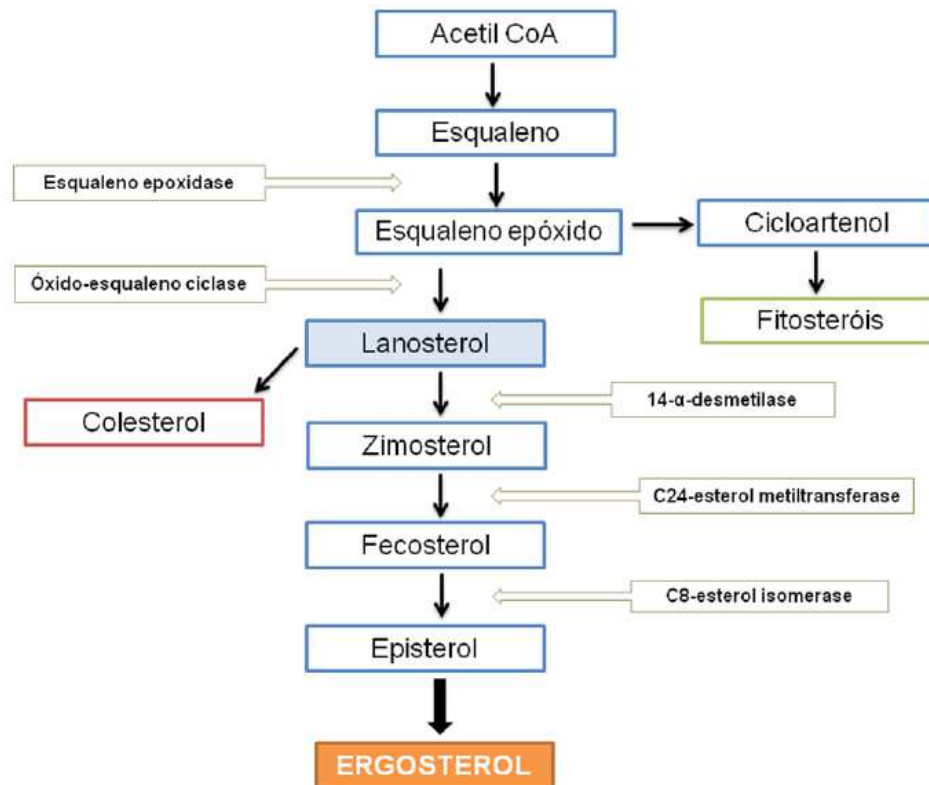 Acetil CoA
Esqualeno
Esqualeno epoxidase
Esqualeno epóxido
Cicloartenol
Óxido-esqualeno ciclase
Fitosteróis
Lanosterol
14-α-desmetilase
Colesterol
Zimosterol
C24-esterol metiltransferase
Fecosterol
C8-esterol isomerase
Episterol
ERGOSTEROL